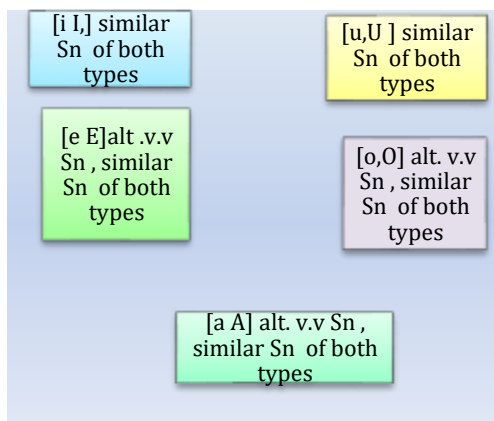 [i I,] similar
Sn of both
types
[u,U ] similar
Sn of both
types
[e E]alt .v.v
Sn , similar
Sn of both
types
[o,O] alt. v.v
Sn , similar
Sn of both
types
[a A] alt. v.v Sn ,
similar Sn of both
types